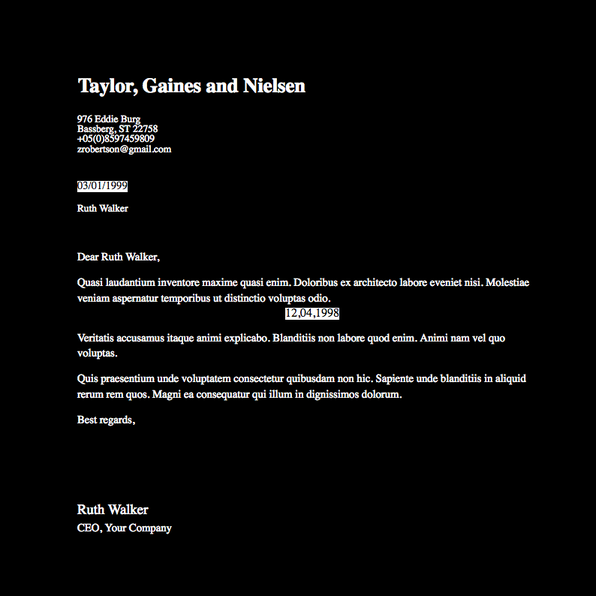 Taylor, Gaines and Nielsen
976 Eddie Burg
Bassberg, ST 22758
+05(0)8597459809
zrobertson@gmail.com
03/01/1999
Ruth Walker
Dear Ruth Walker,
Quasi laudantium inventore maxime quasi enim. Doloribus ex architecto labore eveniet nisi. Molestiae
veniam aspernatur temporibus ut distinctio voluptas odio.
12,04,1998
Veritatis accusamus itaque animi explicabo. Blanditiis non labore quod enim. Animi nam vel quo
voluptas.
Quis praesentium unde voluptatem consectetur quibusdam non hic. Sapiente unde blanditiis in aliquid
rerum rem quos. Magni ea consequatur qui illum in dignissimos dolorum.
Best regards,
Ruth Walker
CEO, Your Company